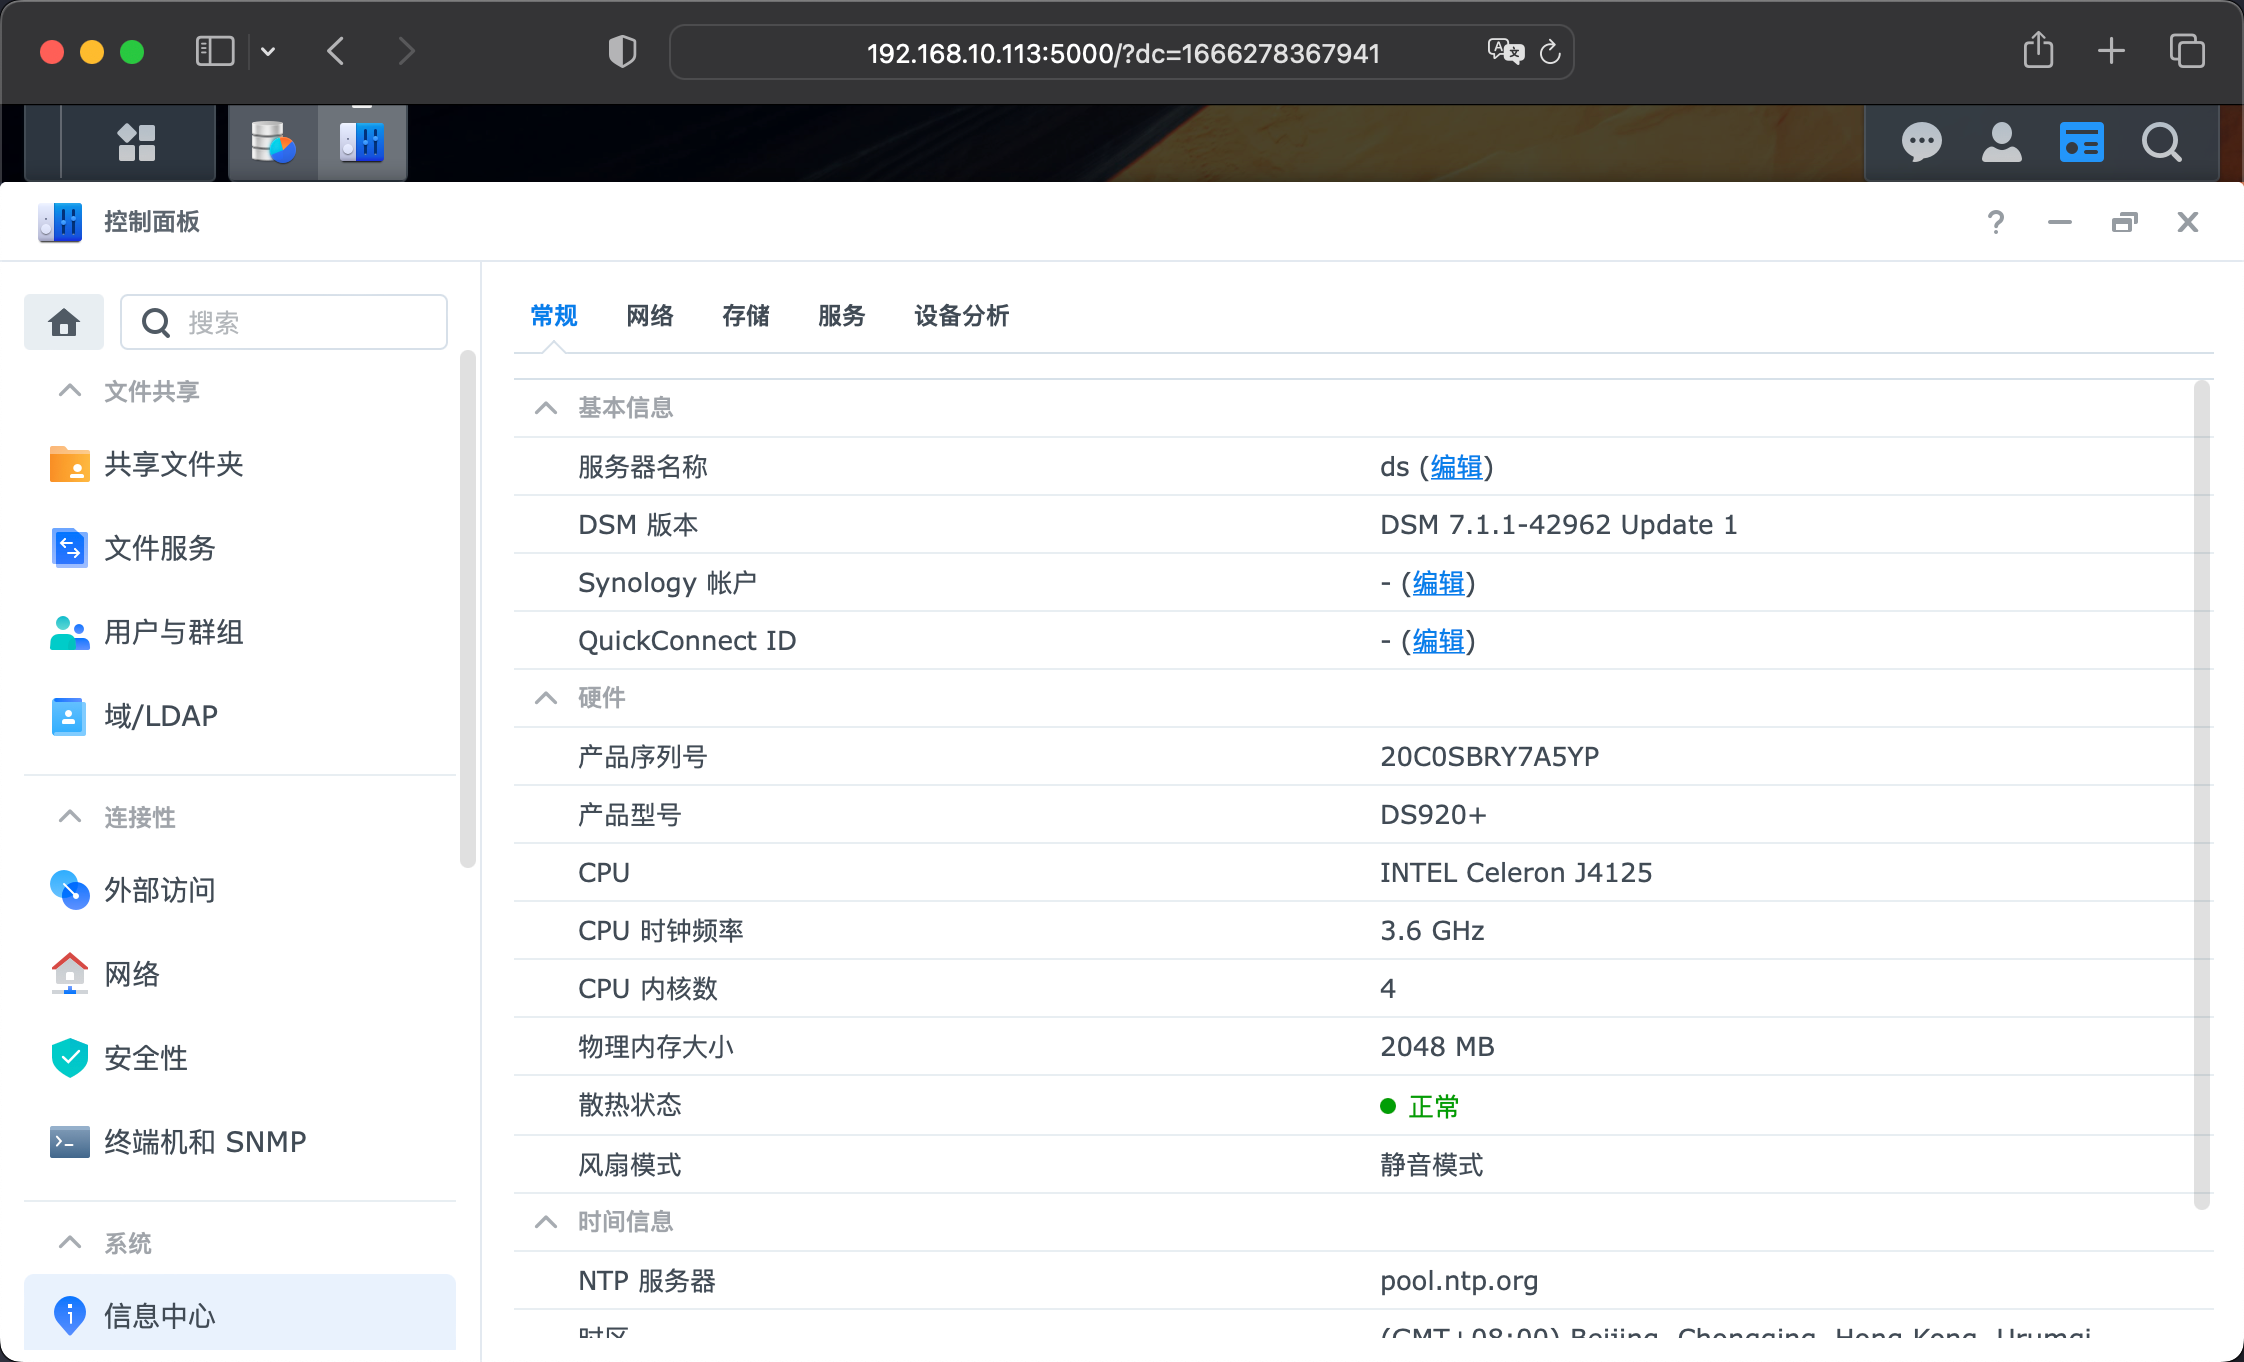 192.168.10.113:5000/?dc=1666278367941
控制面板
搜索
文件共享
共享文件夹
文件服务
用户与群组
域/LDAP
连接性
外部访问
网络
安全性
终端机和 SNMP
系统
信息中心
常规 网络 存储 服务 设备分析
基本信息
服务器名称 ds (编辑)
DSM 版本 DSM 7.1.1-42962 Update 1
Synology 帐户 - (编辑)
QuickConnect ID - (编辑)
硬件
产品序列号 20C0SBRY7A5YP
产品型号 DS920+
CPU INTEL Celeron J4125
CPU 时钟频率 3.6 GHz
CPU 内核数 4
物理内存大小 2048 MB
散热状态 正常
风扇模式 静音模式
时间信息
NTP 服务器 pool.ntp.org
时区 (GMT+08:00) Beijing, Chongqing, Hong Kong, Urumqi